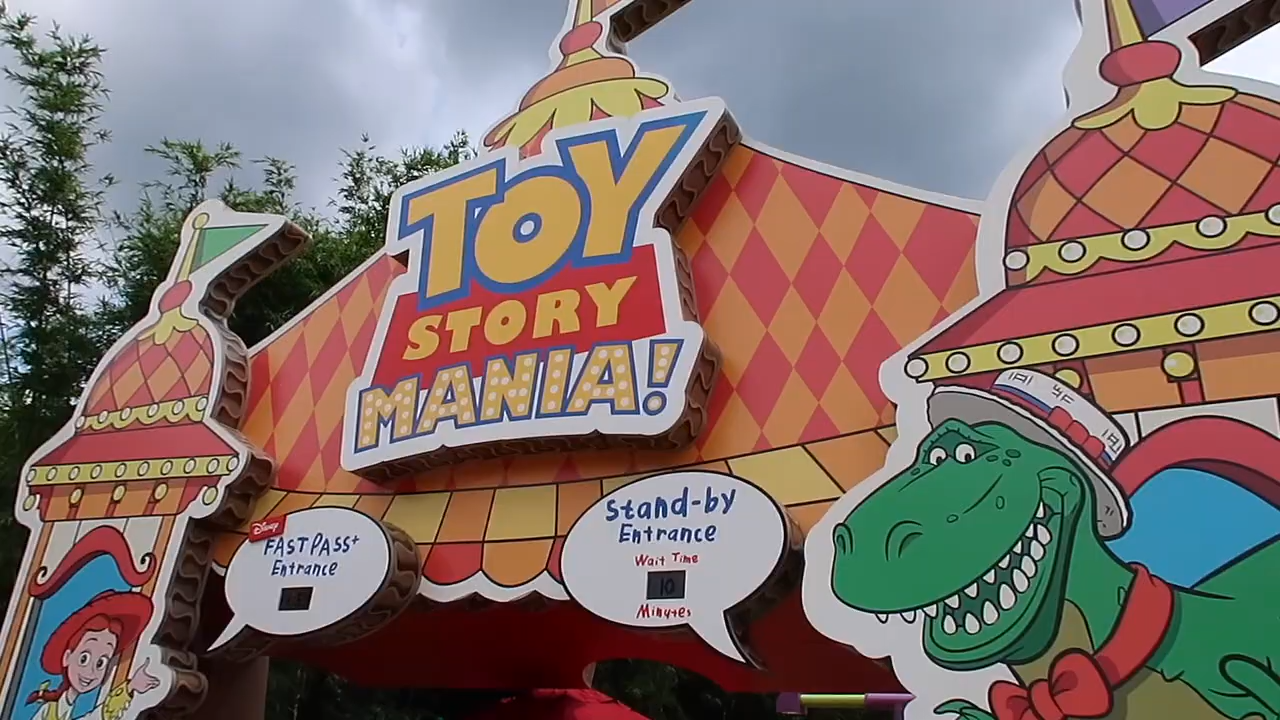 TOY
STORY
MANIA!
Disney
FASTPASS+
Entrance
Stand-by
Entrance
Wait Time
10
Minutes